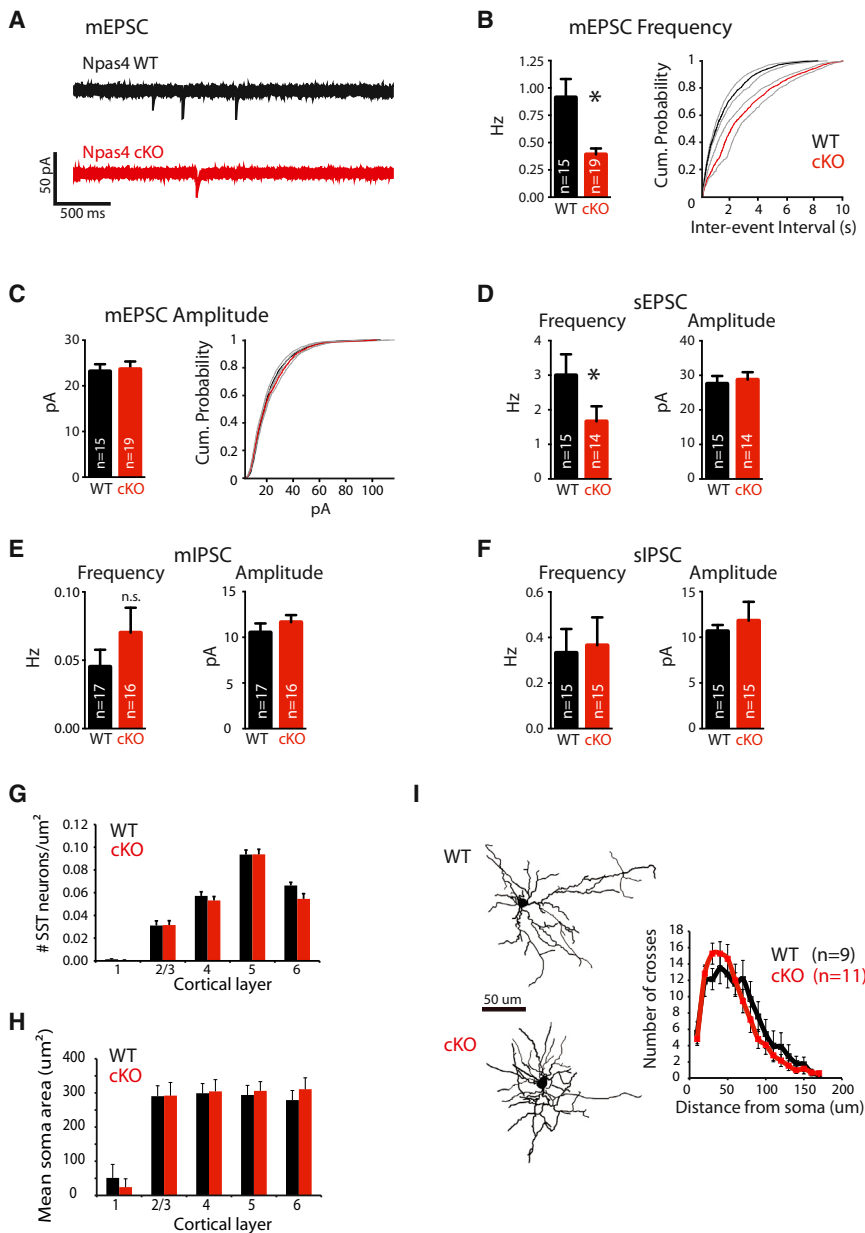 A
mEPSC
Npas4 WT
Npas4 cKO
50 pA
500 ms
B
mEPSC Frequency
Hz
1.25
1.00
0.75
0.50
0.25
0.00
n=15
n=19
*
WT
cKO
Cum. Probability
1
0.8
0.6
0.4
0.2
1
WT
cKO
2
4
6
8
10
Inter-event Interval (s)
C
mEPSC Amplitude
pA
30
20
10
0
n=15
n=19
WT
cKO
Cum. Probability
1
0.8
0.6
0.4
0.2
0
20
40
60
80
100
pA
D
sEPSC
Frequency
Hz
4
3
2
1
0
n=15
n=14
*
WT
cKO
Amplitude
pA
40
30
20
10
0
n=15
n=14
WT
cKO
E
mIPSC
Frequency
Hz
0.10
0.05
0.00
n.s.
n=17
n=16
WT
cKO
Amplitude
pA
15
10
5
0
n=17
n=16
WT
cKO
F
sIPSC
Frequency
Hz
0.6
0.4
0.2
0.0
n=15
n=15
WT
cKO
Amplitude
pA
15
10
5
0
n=15
n=15
WT
cKO
G
# SST neurons/um²
0.12
0.10
0.08
0.06
0.04
0.02
0.00
WT
cKO
1
2/3
4
5
6
Cortical layer
H
Mean soma area (um²)
400
300
200
100
0
WT
cKO
1
2/3
4
5
6
Cortical layer
I
WT
50 um
cKO
Number of crosses
18
16
14
12
10
8
6
4
2
0
WT (n=9)
cKO (n=11)
0
50
100
150
200
Distance from soma (um)